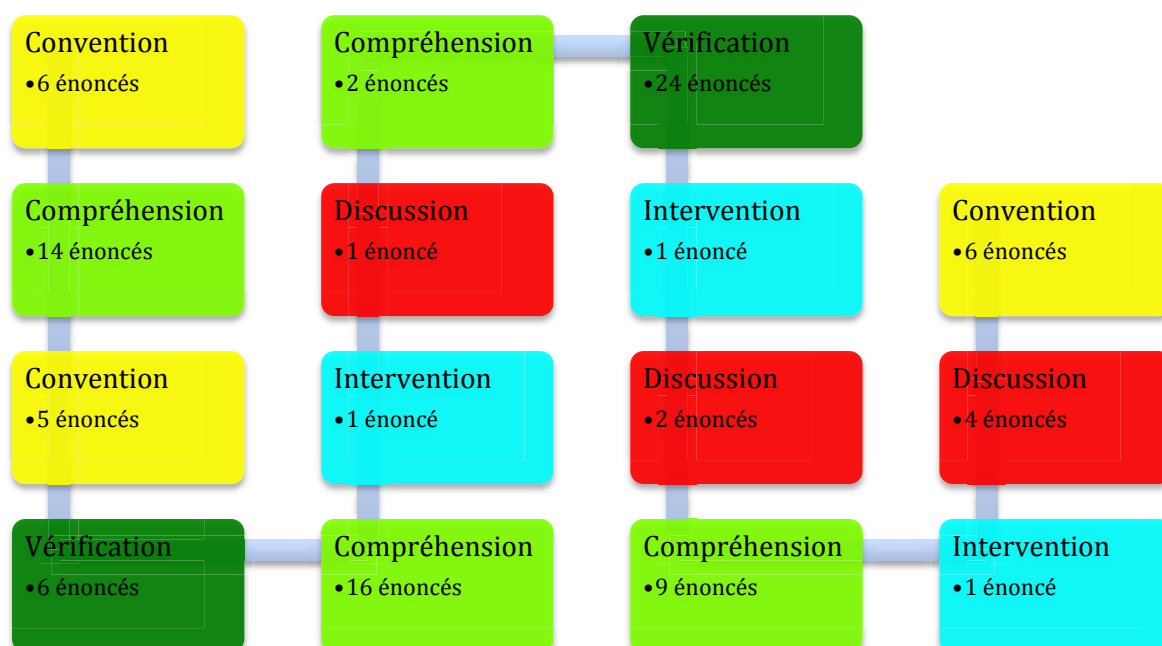 Convention
•6 énoncés
Compréhension
•14 énoncés
Convention
•5 énoncés
Vérification
•6 énoncés
Compréhension
•16 énoncés
Intervention
•1 énoncé
Discussion
•1 énoncé
Compréhension
•2 énoncés
Vérification
•24 énoncés
Intervention
•1 énoncé
Discussion
•2 énoncés
Compréhension
•9 énoncés
Intervention
•1 énoncé
Discussion
•4 énoncés
Convention
•6 énoncés